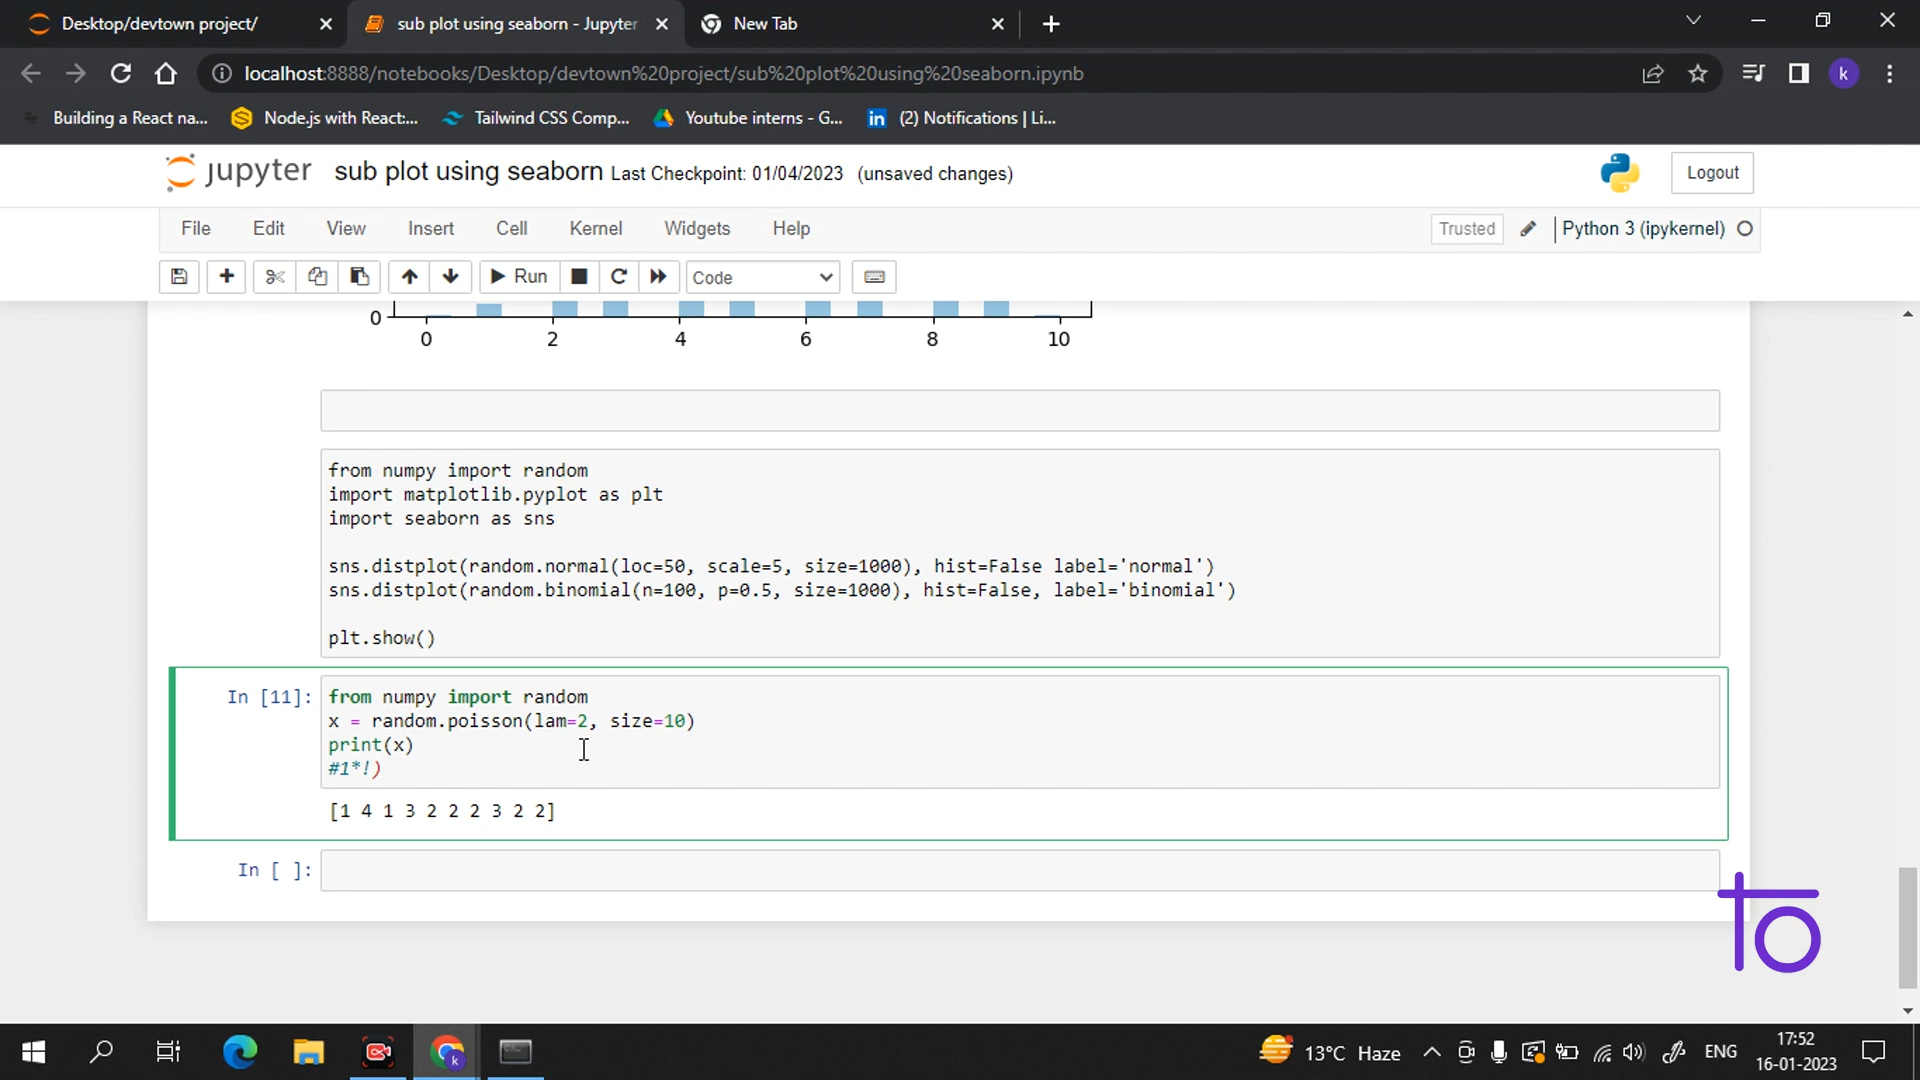 Desktop/devtown project/
sub plot using seaborn - Jupyter
New Tab
localhost:8888/notebooks/Desktop/devtown%20project/sub%20plot%20using%20seaborn.ipynb
k
Building a React na...
Node.js with React:...
Tailwind CSS Comp...
Youtube interns - G...
in
(2) Notifications | Li...
jupyter
sub plot using seaborn Last Checkpoint: 01/04/2023 (unsaved changes)
Logout
File Edit View Insert Cell Kernel Widgets Help
Trusted
Python 3 (ipykernel)
Run
Code
0
0 2 4 6 8 10
from numpy import random
import matplotlib.pyplot as plt
import seaborn as sns
sns.distplot(random.normal(loc=50, scale=5, size=1000), hist=False label='normal')
sns.distplot(random.binomial(n=100, p=0.5, size=1000), hist=False, label='binomial')
plt.show()
In [11]:
from numpy import random
x = random.poisson(lam=2, size=10)
print(x)
#1*!)
[1 4 1 3 2 2 2 3 2 2]
In [ ]:
k
13°C Haze
ENG
17:52
16-01-2023